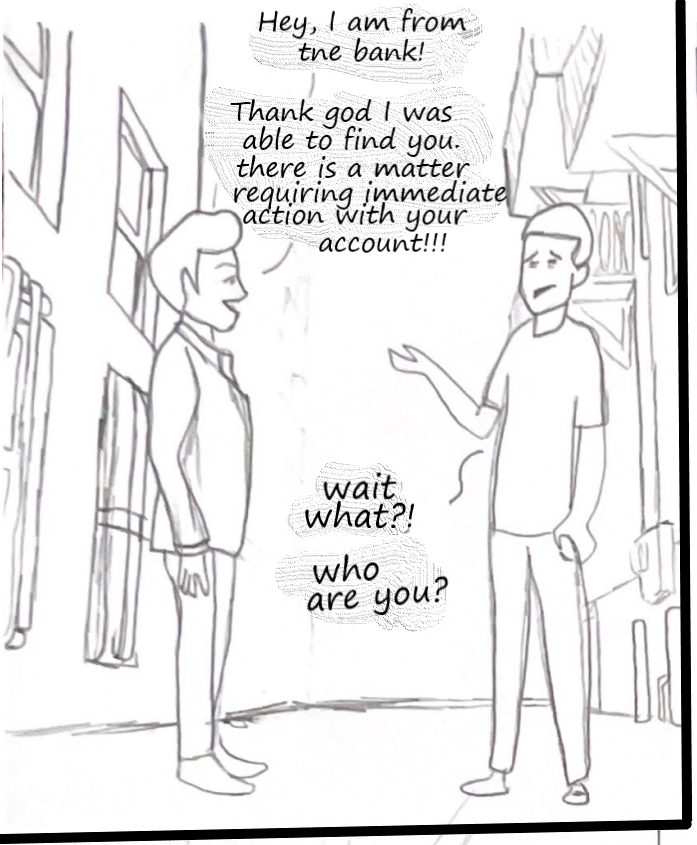 Hey, I am from
tne bank!
Thank god I was
able to find you.
there is a matter
requiring immediate
action with your
account!!!
wait
what?!
who
are you?